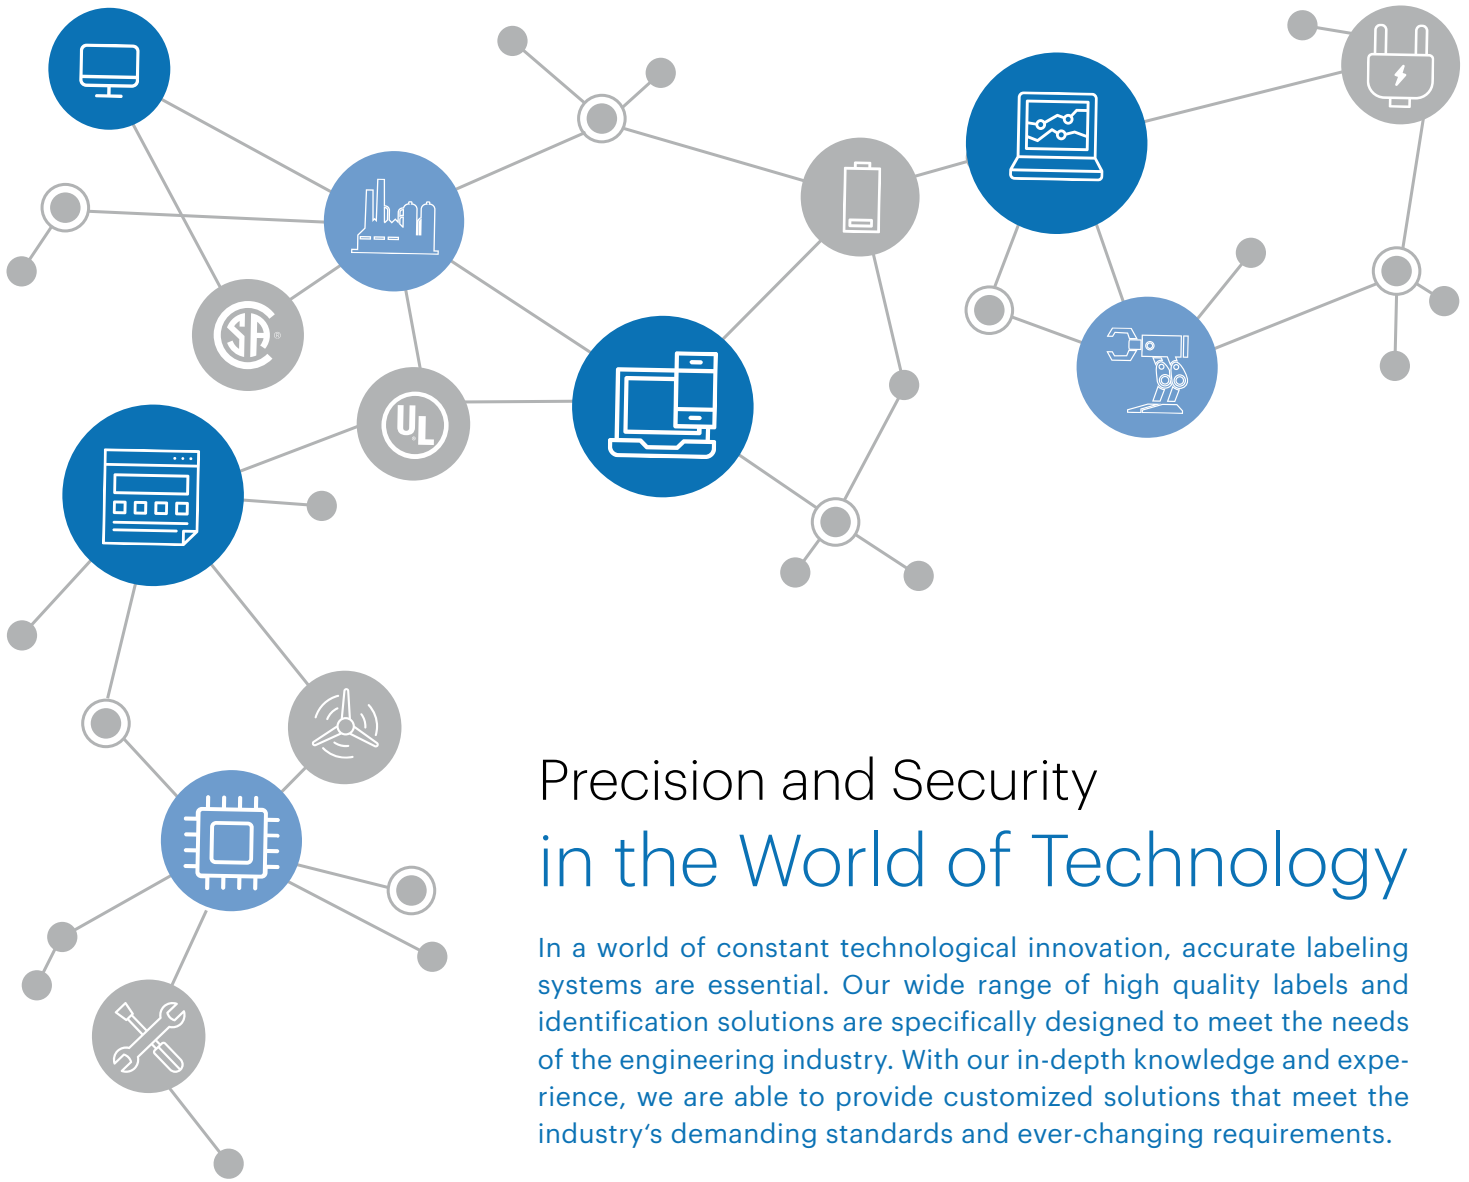 CSA®
UL
Precision and Security
in the World of Technology
In a world of constant technological innovation, accurate labeling
systems are essential. Our wide range of high quality labels and
identification solutions are specifically designed to meet the needs
of the engineering industry. With our in-depth knowledge and expe-
rience, we are able to provide customized solutions that meet the
industry‘s demanding standards and ever-changing requirements.